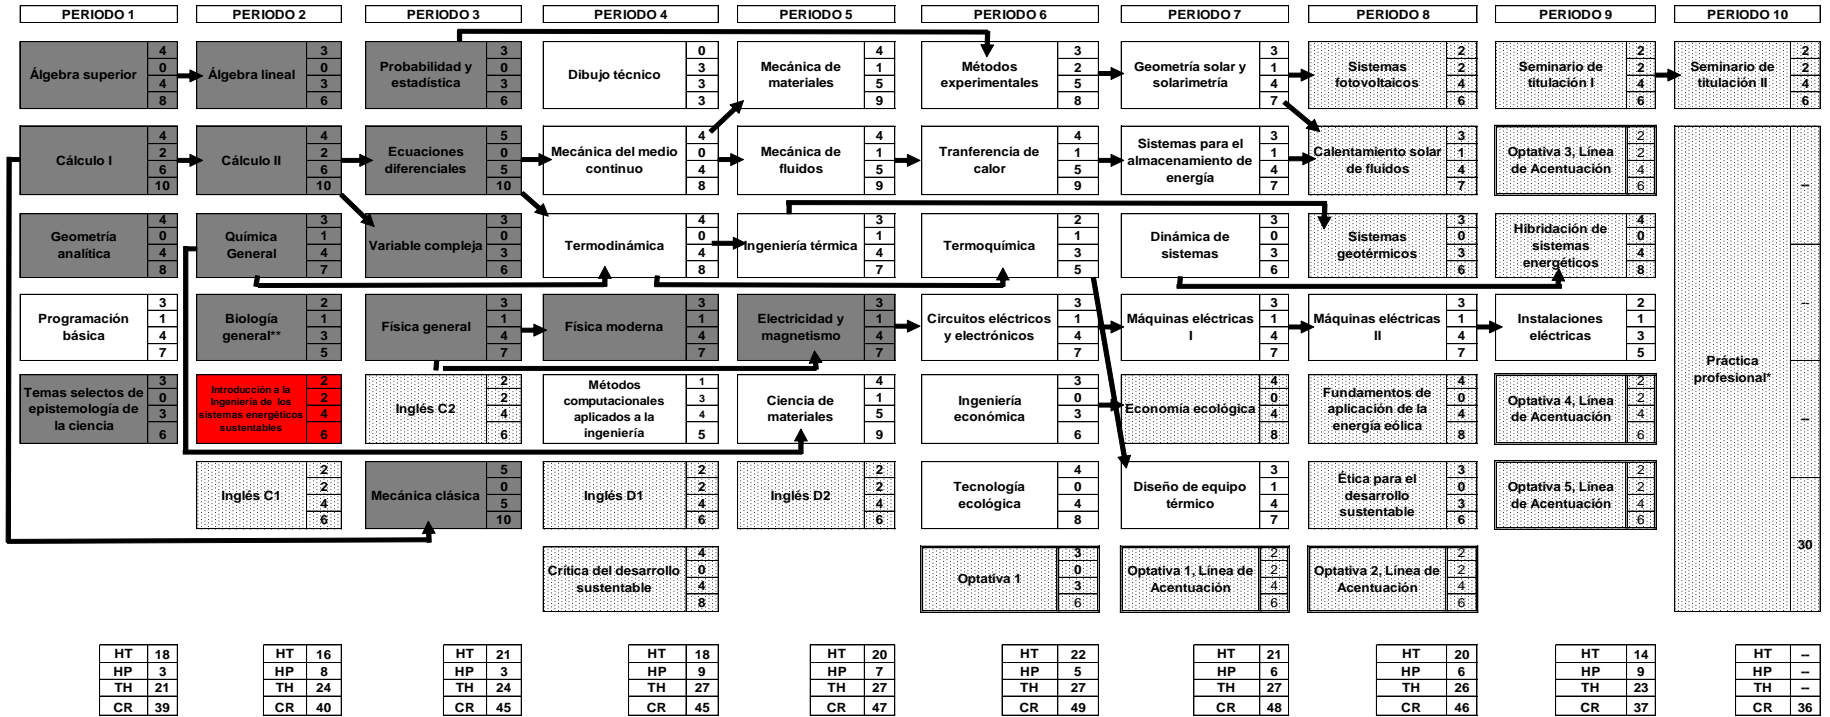 PERIODO 1
PERIODO 2
PERIODO 3
PERIODO 4
PERIODO 5
PERIODO 6
PERIODO 7
PERIODO 8
PERIODO 9
PERIODO 10
Álgebra superior
4
0
4
8
Álgebra lineal
3
0
3
6
Probabilidad y
estadística
3
0
3
6
Dibujo técnico
0
3
3
3
Mecánica de
materiales
4
1
5
9
Métodos
experimentales
3
2
5
8
Geometría solar y
solarimetría
3
1
4
7
Sistemas
fotovoltaicos
2
2
4
6
Seminario de
titulación I
2
2
4
6
Seminario de
titulación II
2
2
4
6
Cálculo I
4
2
6
10
Cálculo II
4
2
6
10
Ecuaciones
diferenciales
5
0
5
10
Mecánica del medio
continuo
4
0
4
8
Mecánica de
fluidos
4
1
5
9
Tranferencia de
calor
4
1
5
9
Sistemas para el
almacenamiento de
energía
3
1
4
7
Calentamiento solar
de fluidos
3
1
4
7
Optativa 3, Línea
de Acentuación
2
2
4
6
Práctica
profesional*
--
--
--
30
Geometría
analítica
4
0
4
8
Química
General
3
1
4
7
Variable compleja
3
0
3
6
Termodinámica
4
0
4
8
Ingeniería térmica
3
1
4
7
Termoquímica
2
1
3
5
Dinámica de
sistemas
3
0
3
6
Sistemas
geotérmicos
3
0
3
6
Hibridación de
sistemas
energéticos
4
0
4
8
Programación
básica
3
1
4
7
Biología
general**
2
1
3
5
Física general
3
1
4
7
Física moderna
3
1
4
7
Electricidad y
magnetismo
3
1
4
7
Circuitos eléctricos
y electrónicos
3
1
4
7
Máquinas eléctricas
I
3
1
4
7
Máquinas eléctricas
II
3
1
4
7
Instalaciones
eléctricas
2
1
3
5
Temas selectos de
epistemología de
la ciencia
3
0
3
6
Introducción a la
Ingeniería de los
sistemas energéticos
sustentables
2
2
4
6
Inglés C2
2
2
4
6
Métodos
computacionales
aplicados a la
ingeniería
1
3
4
5
Ciencia de
materiales
4
1
5
9
Ingeniería
económica
3
0
3
6
Economía ecológica
4
0
4
8
Fundamentos de
aplicación de la
energía eólica
4
0
4
8
Optativa 4, Línea
de Acentuación
2
2
4
6
Inglés C1
2
2
4
6
Mecánica clásica
5
0
5
10
Inglés D1
2
2
4
6
Inglés D2
2
2
4
6
Tecnología
ecológica
4
0
4
8
Diseño de equipo
térmico
3
1
4
7
Ética para el
desarrollo
sustentable
3
0
3
6
Optativa 5, Línea
de Acentuación
2
2
4
6
Crítica del desarrollo
sustentable
4
0
4
8
Optativa 1
3
0
3
6
Optativa 1, Línea de
Acentuación
2
2
4
6
Optativa 2, Línea de
Acentuación
2
2
4
6
HT 18
HP 3
TH 21
CR 39
HT 16
HP 8
TH 24
CR 40
HT 21
HP 3
TH 24
CR 45
HT 18
HP 9
TH 27
CR 45
HT 20
HP 7
TH 27
CR 47
HT 22
HP 5
TH 27
CR 49
HT 21
HP 6
TH 27
CR 48
HT 20
HP 6
TH 26
CR 46
HT 14
HP 9
TH 23
CR 37
HT --
HP --
TH --
CR 36